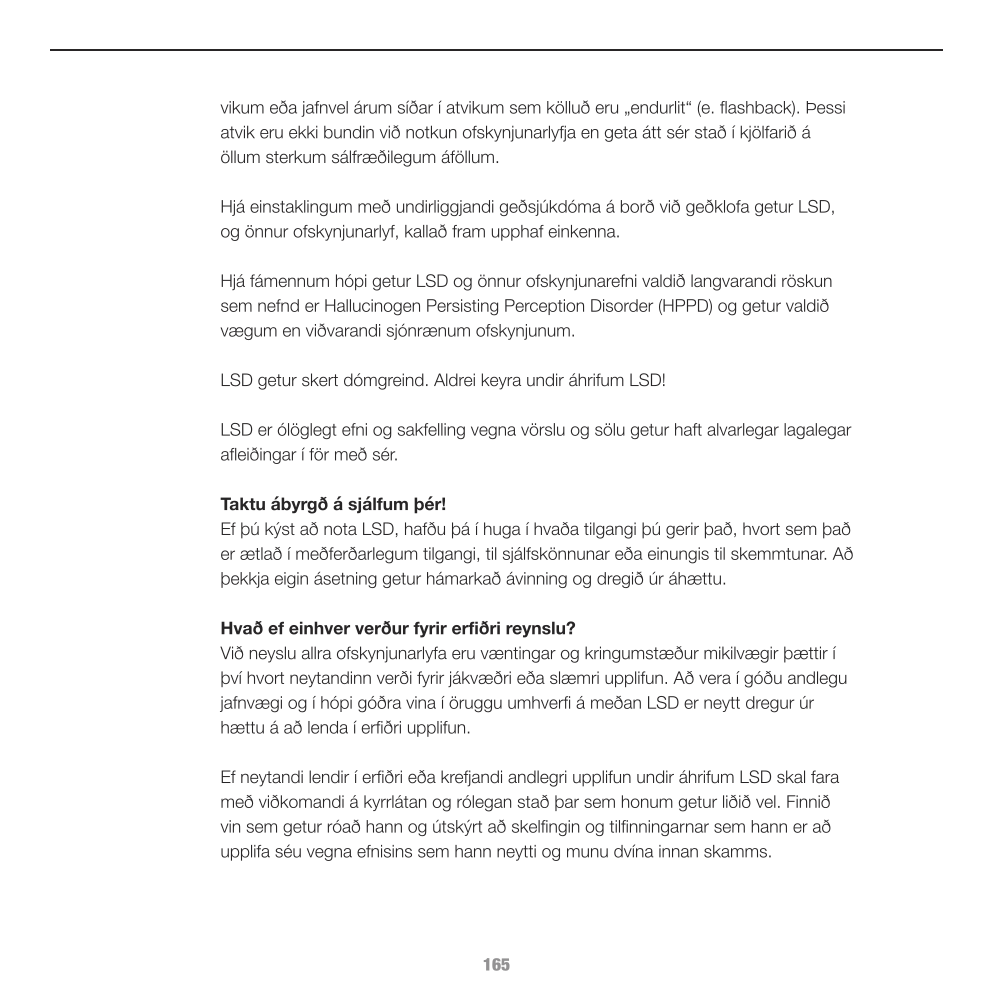 vikum eða jafnvel árum síðar í atvikum sem kölluð eru „endurlit“ (e. flashback). Þessi
atvik eru ekki bundin við notkun ofskynjunarlyfja en geta átt sér stað í kjölfarið á
öllum sterkum sálfræðilegum áföllum.

Hjá einstaklingum með undirliggjandi geðsjúkdóma á borð við geðklofa getur LSD,
og önnur ofskynjunarlyf, kallað fram upphaf einkenna.

Hjá fámennum hópi getur LSD og önnur ofskynjunarefni valdið langvarandi röskun
sem nefnd er Hallucinogen Persisting Perception Disorder (HPPD) og getur valdið
vægum en viðvarandi sjónrænum ofskynjunum.

LSD getur skert dómgreind. Aldrei keyra undir áhrifum LSD!

LSD er ólöglegt efni og sakfelling vegna vörslu og sölu getur haft alvarlegar lagalegar
afleiðingar í för með sér.

Taktu ábyrgð á sjálfum þér!
Ef þú kýst að nota LSD, hafðu þá í huga í hvaða tilgangi þú gerir það, hvort sem það
er ætlað í meðferðarlegum tilgangi, til sjálfskönnunar eða einungis til skemmtunar. Að
þekkja eigin ásetning getur hámarkað ávinning og dregið úr áhættu.

Hvað ef einhver verður fyrir erfiðri reynslu?
Við neyslu allra ofskynjunarlyfa eru væntingar og kringumstæður mikilvægir þættir í
því hvort neytandinn verði fyrir jákvæðri eða slæmri upplifun. Að vera í góðu andlegu
jafnvægi og í hópi góðra vina í öruggu umhverfi á meðan LSD er neytt dregur úr
hættu á að lenda í erfiðri upplifun.

Ef neytandi lendir í erfiðri eða krefjandi andlegri upplifun undir áhrifum LSD skal fara
með viðkomandi á kyrrlátan og rólegan stað þar sem honum getur liðið vel. Finnið
vin sem getur róað hann og útskýrt að skelfingin og tilfinningarnar sem hann er að
upplifa séu vegna efnisins sem hann neytti og munu dvína innan skamms.

165